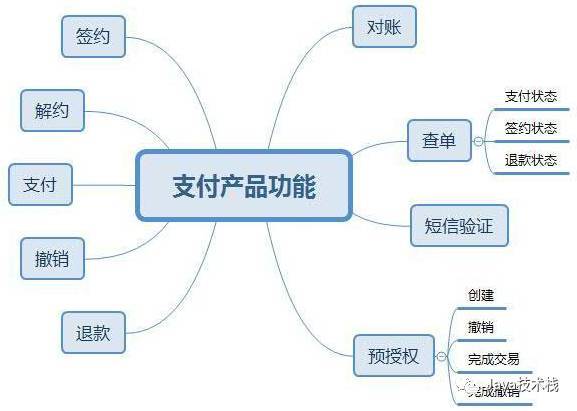 签约
解约
支付
撤销
退款
支付产品功能
对账
查单
支付状态
签约状态
退款状态
短信验证
预授权
创建
撤销
完成交易
完成撤销
Java技术栈